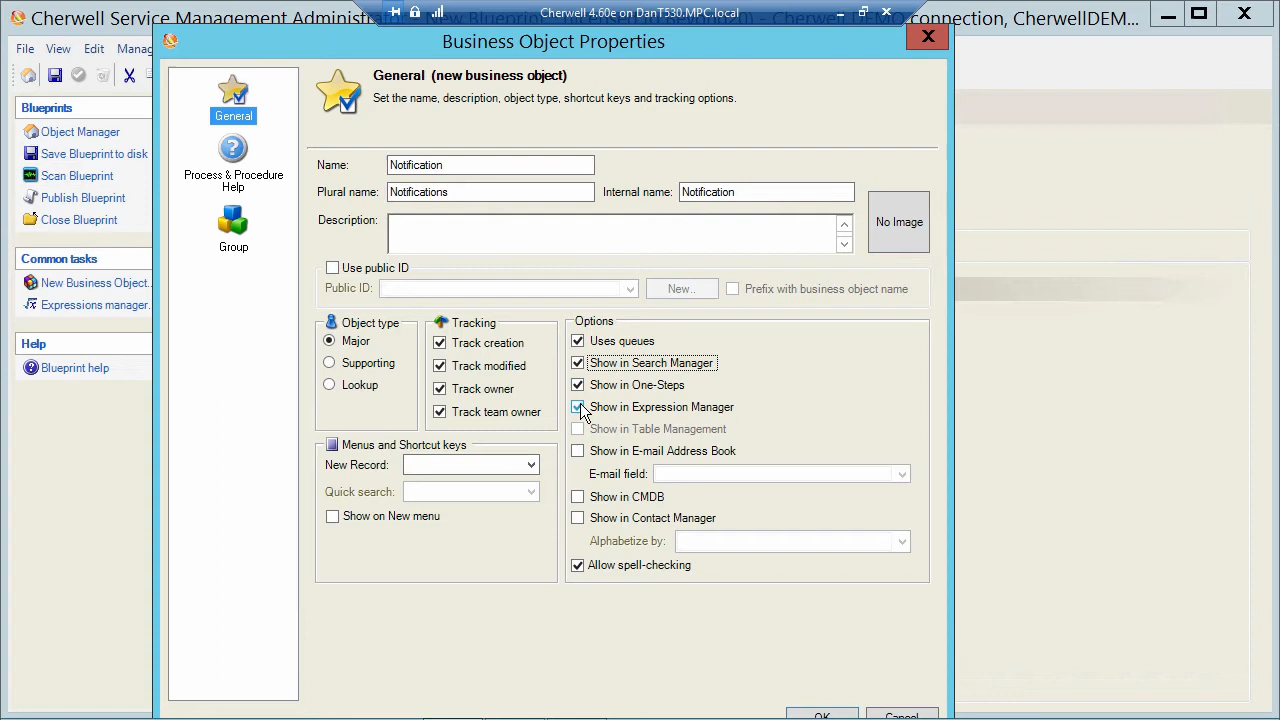 Cherwell Service Management Administra
Cherwell 4.60e on DanT530.MPC.local
connection, CherwellDEM...
Business Object Properties
File View Edit Manag
Blueprints
Object Manager
Save Blueprint to disk
Scan Blueprint
Publish Blueprint
Close Blueprint
Common tasks
New Business Object...
Expressions manager...
Help
Blueprint help
General
Process & Procedure
Help
Group
General (new business object)
Set the name, description, object type, shortcut keys and tracking options.
Name: Notification
Plural name: Notifications Internal name: Notification
Description:
No Image
Use public ID
Public ID: New.. Prefix with business object name
Object type
Major
Supporting
Lookup
Tracking
Track creation
Track modified
Track owner
Track team owner
Menus and Shortcut keys
New Record:
Quick search:
Show on New menu
Options
Uses queues
Show in Search Manager
Show in One-Steps
Show in Expression Manager
Show in Table Management
Show in E-mail Address Book
E-mail field:
Show in CMDB
Show in Contact Manager
Alphabetize by:
Allow spell-checking
OK Cancel